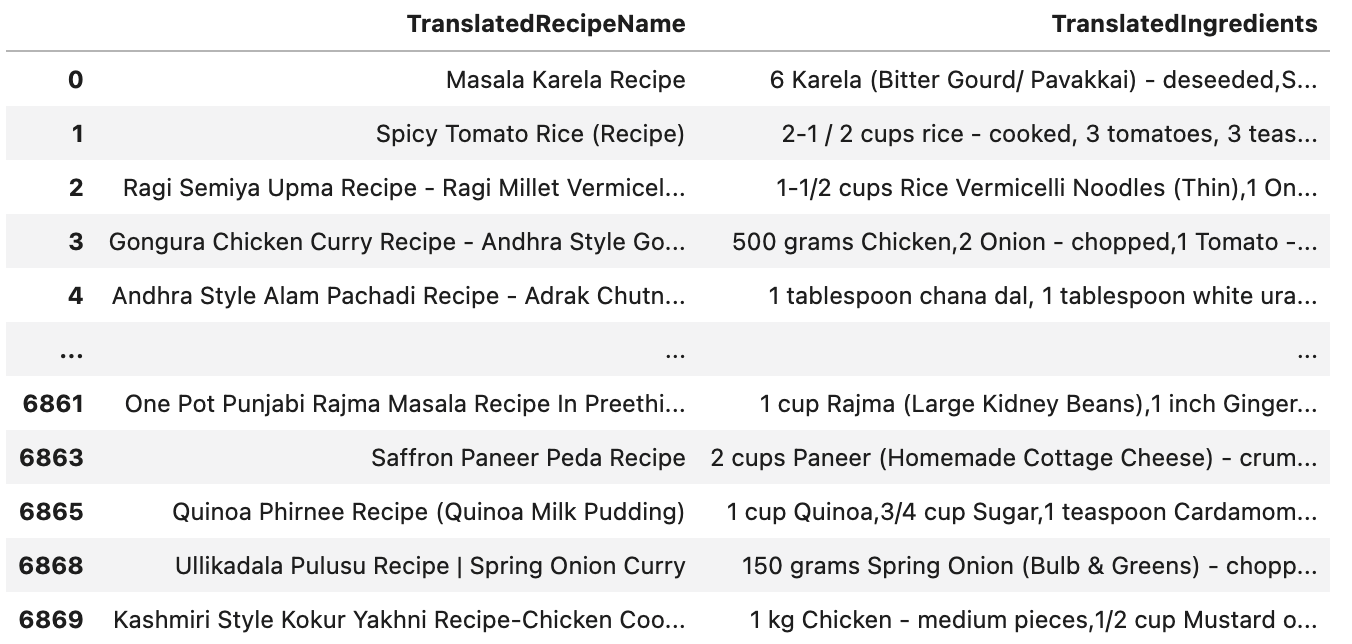 TranslatedRecipeName TranslatedIngredients
0 Masala Karela Recipe 6 Karela (Bitter Gourd/ Pavakkai) - deseeded,S...
1 Spicy Tomato Rice (Recipe) 2-1 / 2 cups rice - cooked, 3 tomatoes, 3 teas...
2 Ragi Semiya Upma Recipe - Ragi Millet Vermicel... 1-1/2 cups Rice Vermicelli Noodles (Thin),1 On...
3 Gongura Chicken Curry Recipe - Andhra Style Go... 500 grams Chicken,2 Onion - chopped,1 Tomato -...
4 Andhra Style Alam Pachadi Recipe - Adrak Chutn... 1 tablespoon chana dal, 1 tablespoon white ura...
... ... ...
6861 One Pot Punjabi Rajma Masala Recipe In Preethi... 1 cup Rajma (Large Kidney Beans),1 inch Ginger...
6863 Saffron Paneer Peda Recipe 2 cups Paneer (Homemade Cottage Cheese) - crum...
6865 Quinoa Phirnee Recipe (Quinoa Milk Pudding) 1 cup Quinoa,3/4 cup Sugar,1 teaspoon Cardamom...
6868 Ullikadala Pulusu Recipe | Spring Onion Curry 150 grams Spring Onion (Bulb & Greens) - chopp...
6869 Kashmiri Style Kokur Yakhni Recipe-Chicken Coo... 1 kg Chicken - medium pieces,1/2 cup Mustard o...